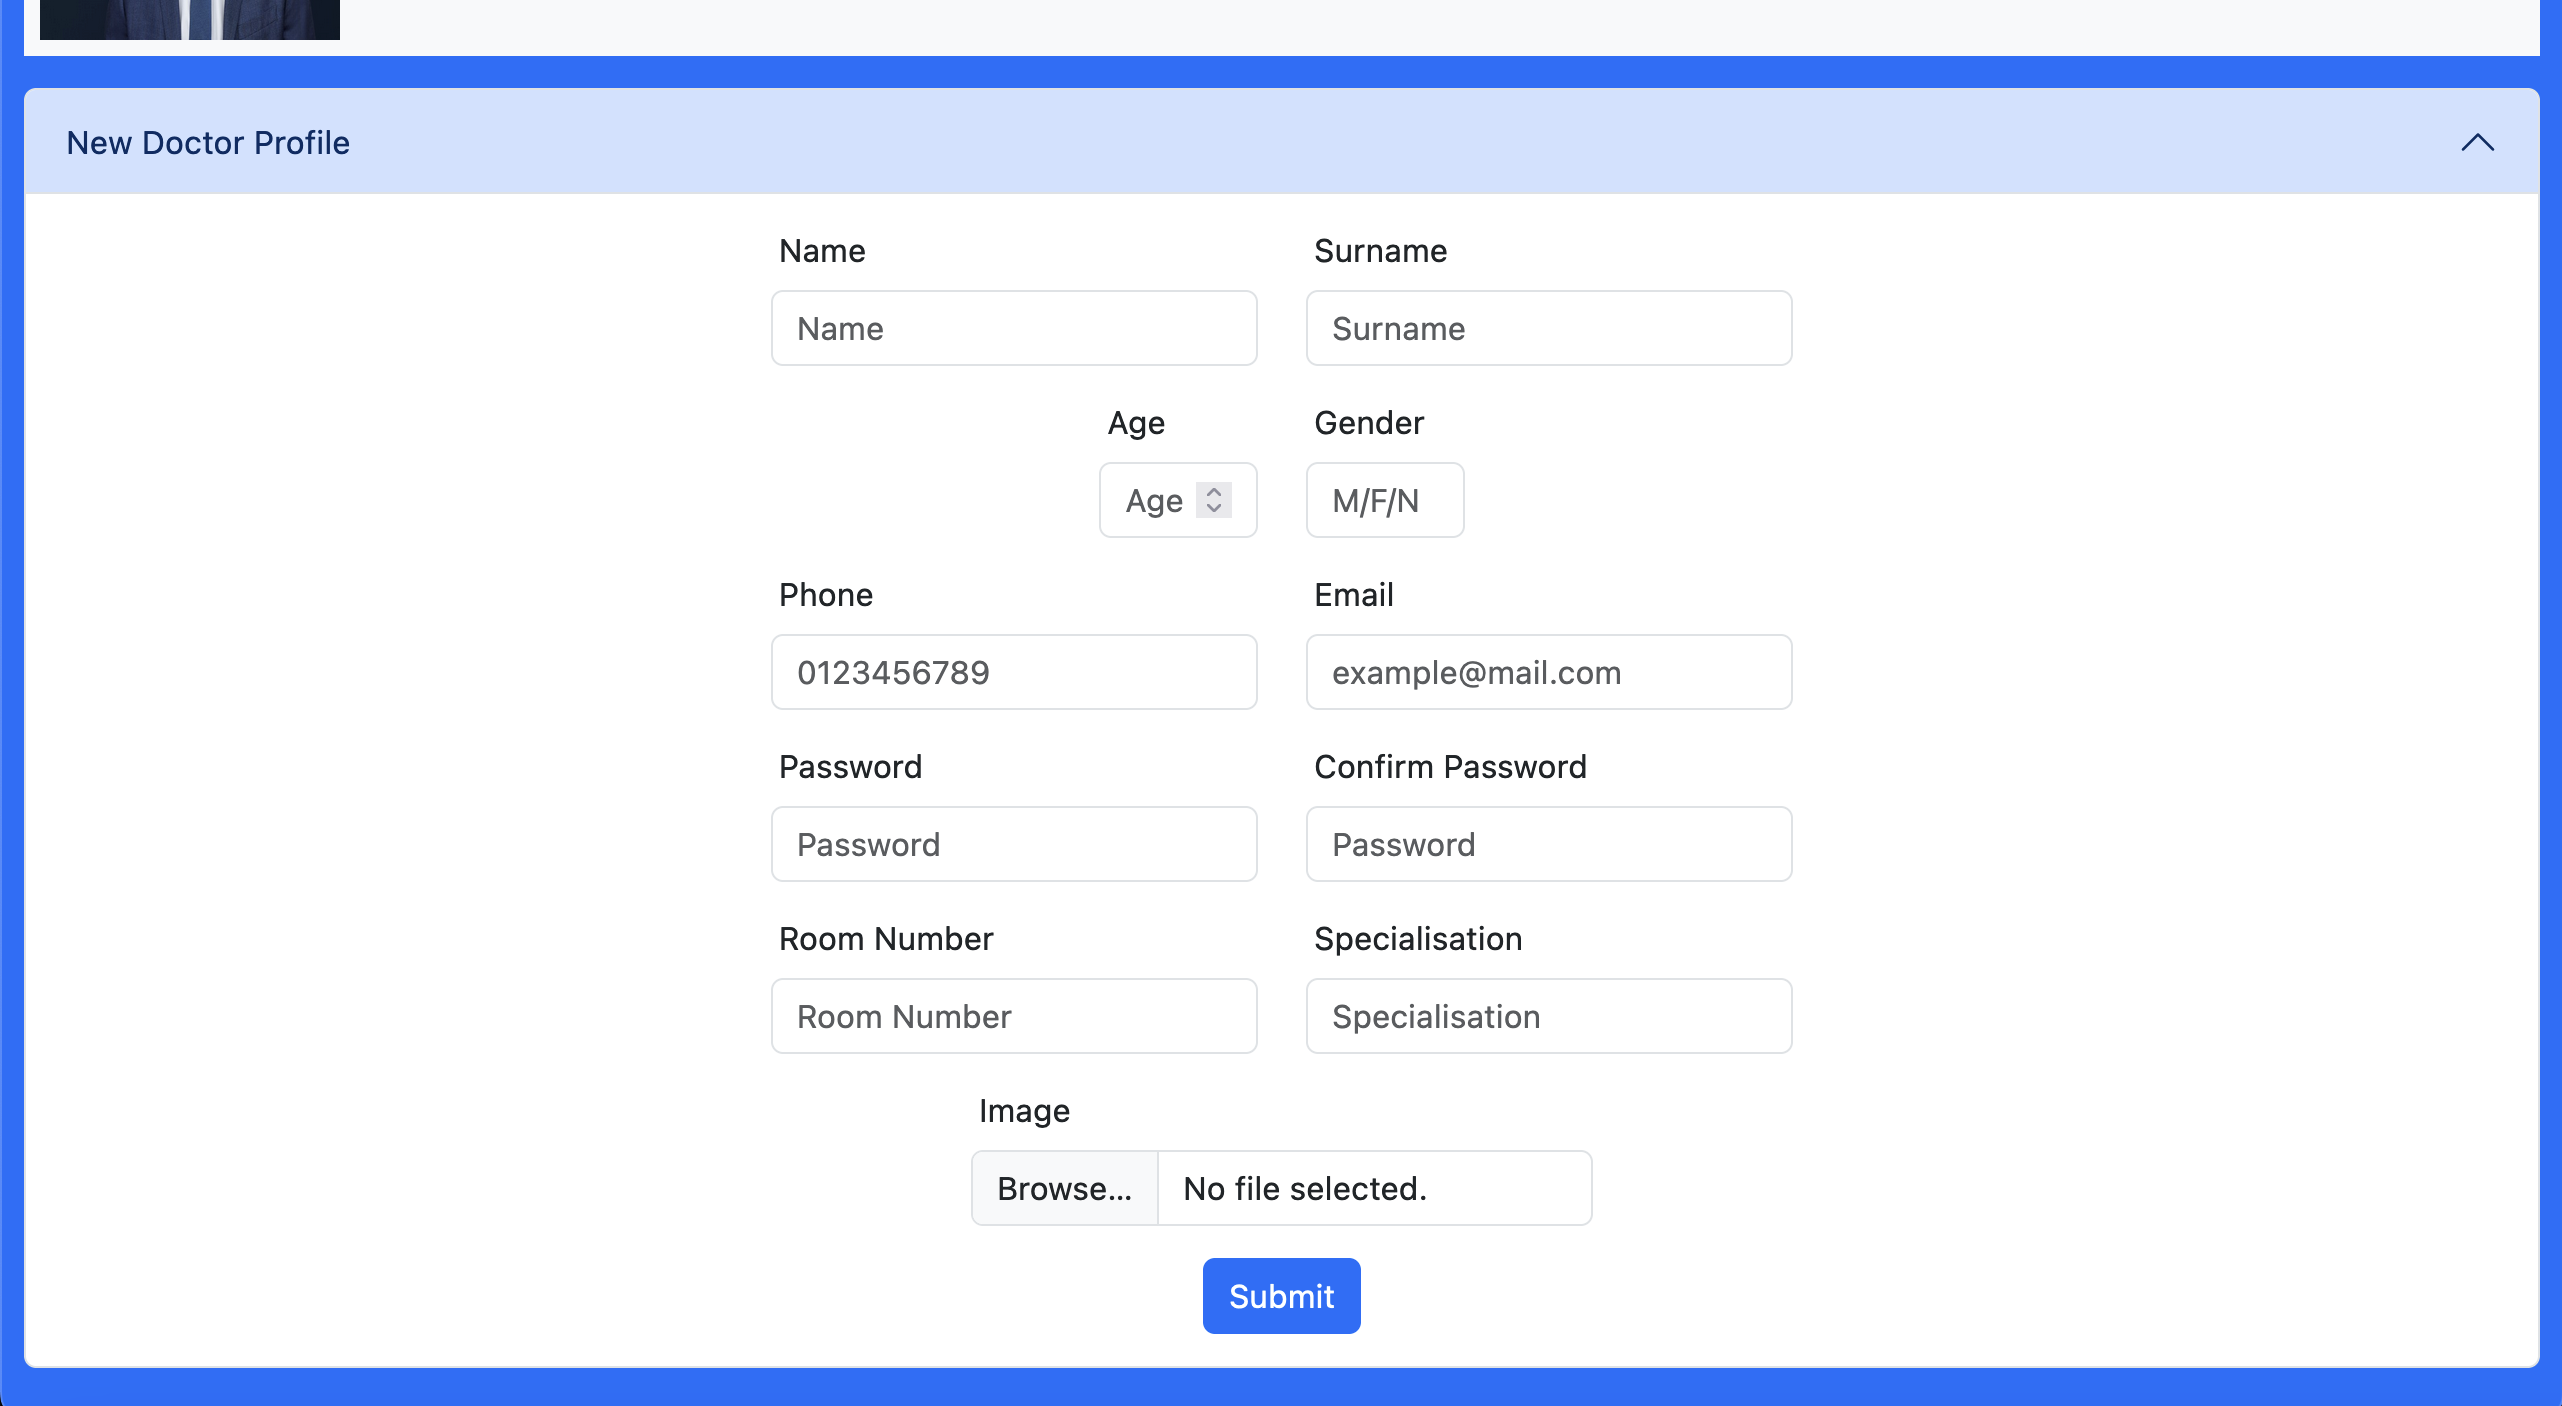 New Doctor Profile
Name Surname
Name Surname
Age Gender
Age M/F/N
Phone Email
0123456789 example@mail.com
Password Confirm Password
Password Password
Room Number Specialisation
Room Number Specialisation
Image
Browse... No file selected.
Submit